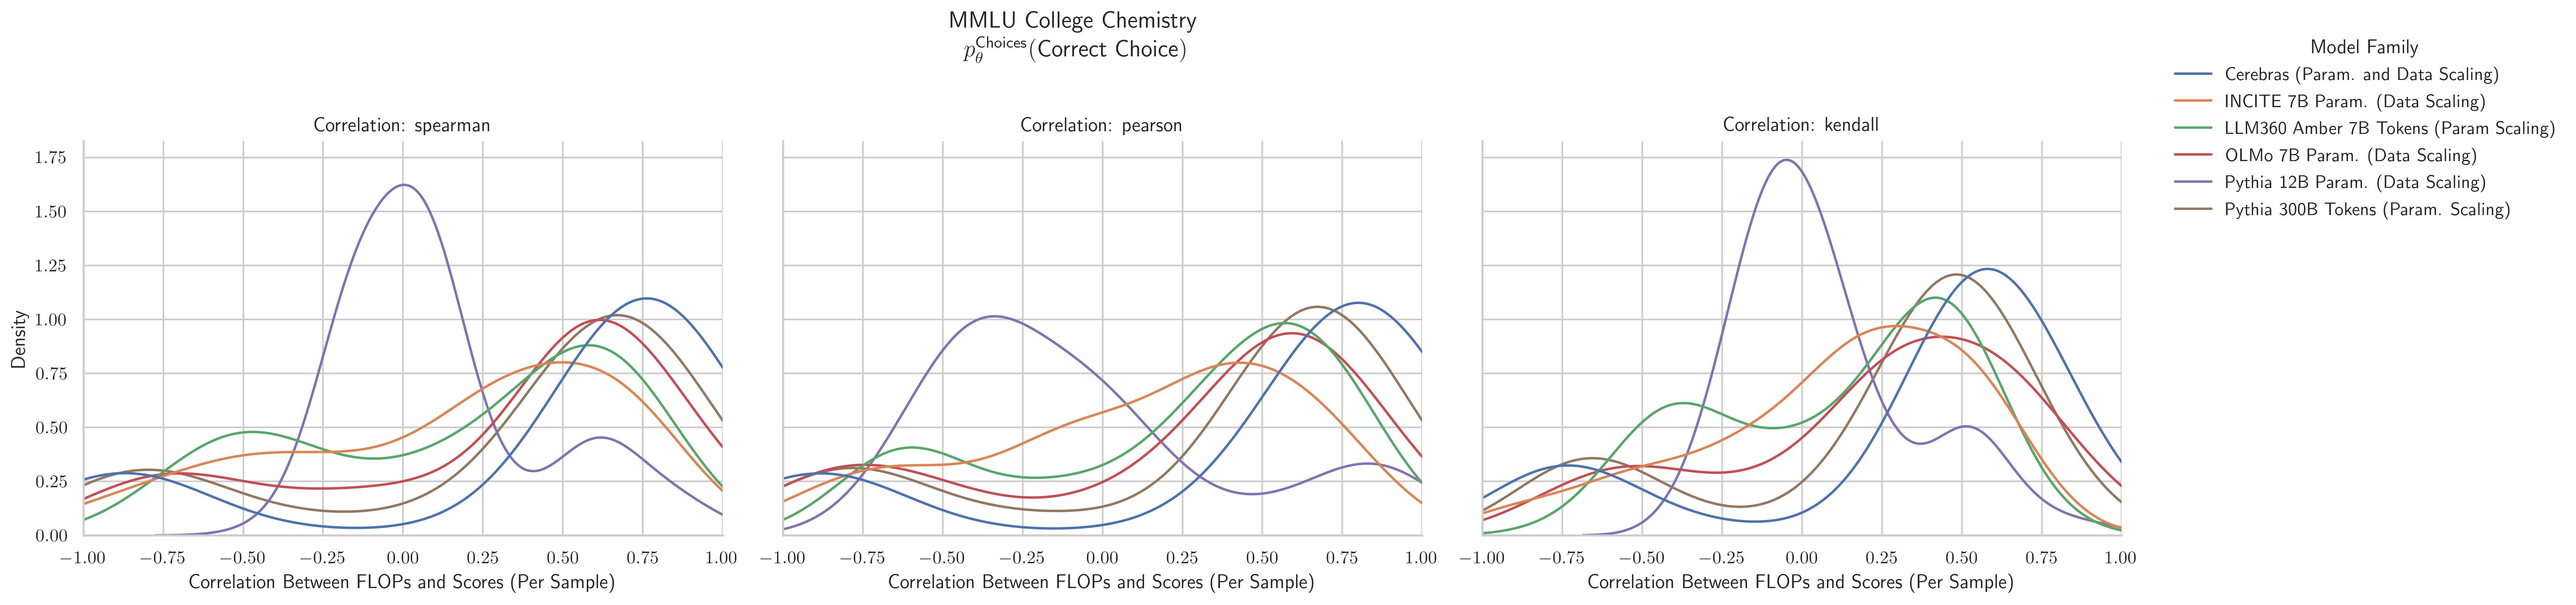 MMLU College Chemistry
p_θ^Choices(Correct Choice)
Model Family
Cerebras (Param. and Data Scaling)
INCITE 7B Param. (Data Scaling)
LLM360 Amber 7B Tokens (Param Scaling)
OLMo 7B Param. (Data Scaling)
Pythia 12B Param. (Data Scaling)
Pythia 300B Tokens (Param. Scaling)
Correlation: spearman
Correlation: pearson
Correlation: kendall
Density
1.75
1.50
1.25
1.00
0.75
0.50
0.25
0.00
−1.00 −0.75 −0.50 −0.25 0.00 0.25 0.50 0.75 1.00
−1.00 −0.75 −0.50 −0.25 0.00 0.25 0.50 0.75 1.00
−1.00 −0.75 −0.50 −0.25 0.00 0.25 0.50 0.75 1.00
Correlation Between FLOPs and Scores (Per Sample)
Correlation Between FLOPs and Scores (Per Sample)
Correlation Between FLOPs and Scores (Per Sample)